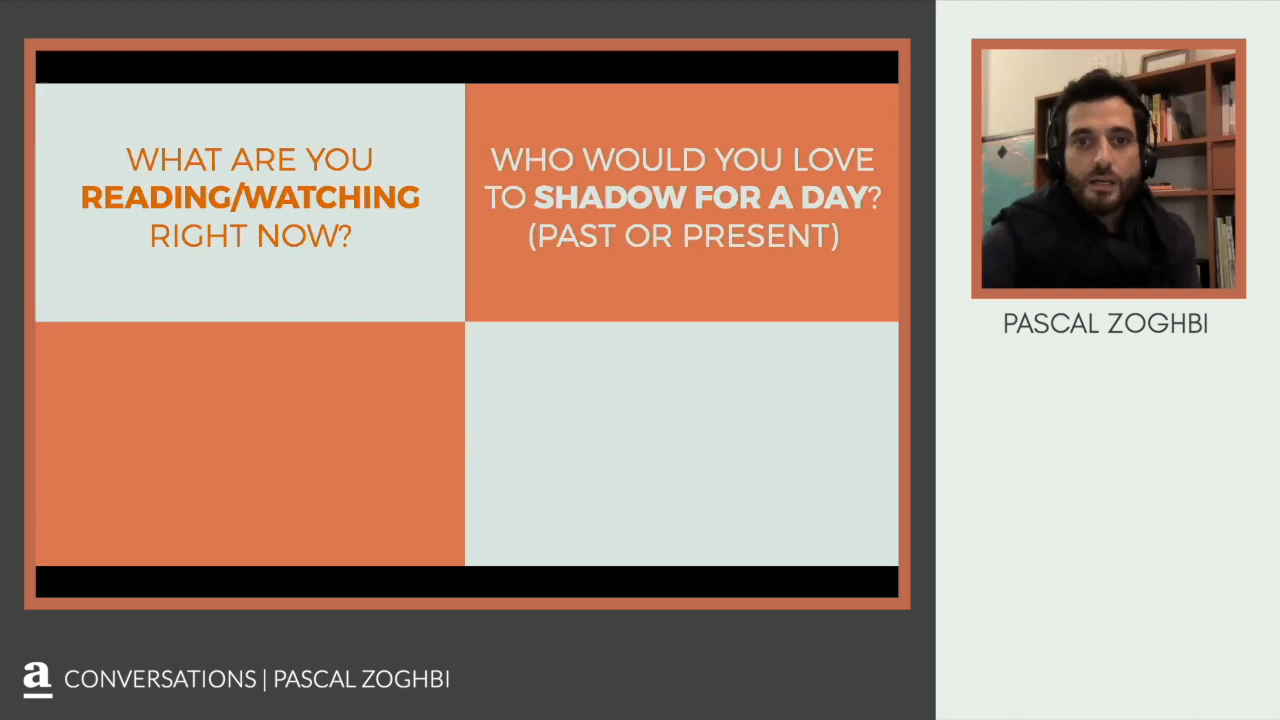 WHAT ARE YOU
READING/WATCHING
RIGHT NOW?
WHO WOULD YOU LOVE
TO SHADOW FOR A DAY?
(PAST OR PRESENT)
PASCAL ZOGHBI
a CONVERSATIONS | PASCAL ZOGHBI